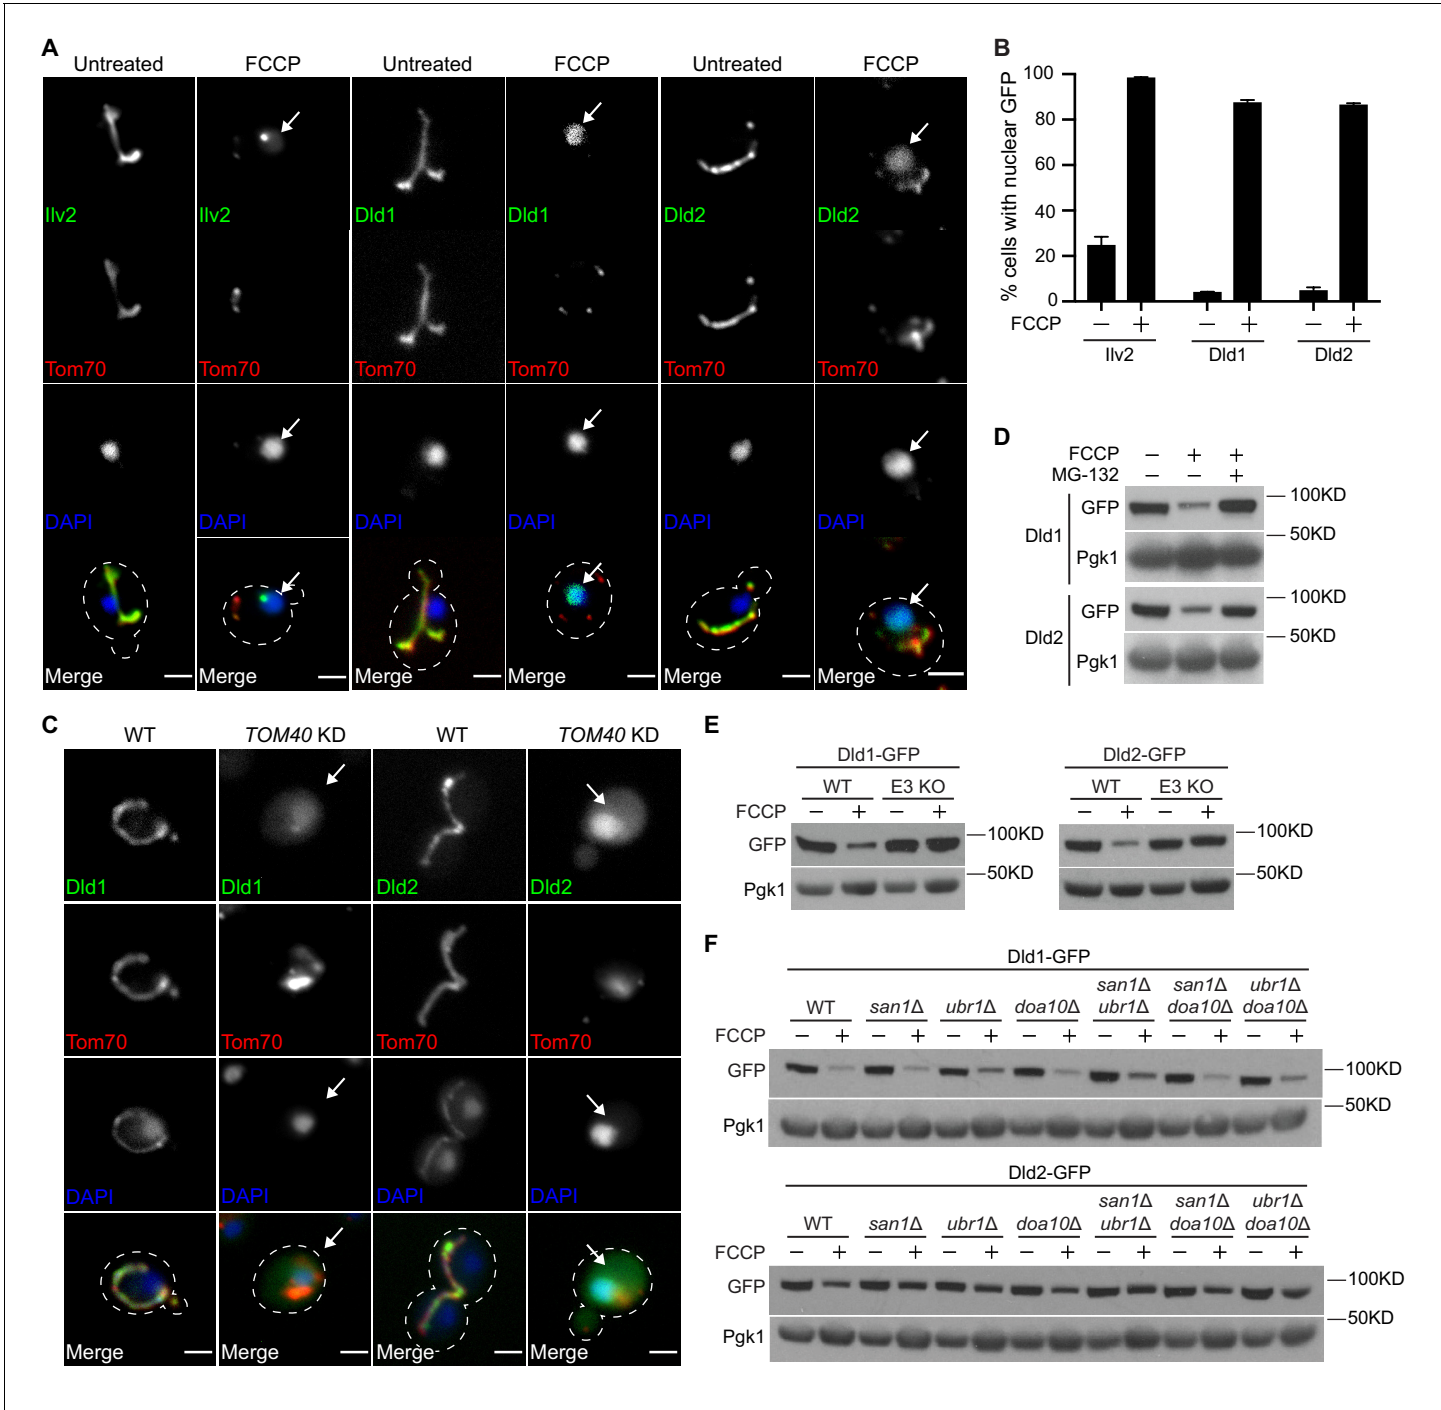 A
Untreated FCCP Untreated FCCP Untreated FCCP
Ilv2 Ilv2 Dld1 Dld1 Dld2 Dld2
Tom70 Tom70 Tom70 Tom70 Tom70 Tom70
DAPI DAPI DAPI DAPI DAPI DAPI
Merge Merge Merge Merge Merge Merge
B
% cells with nuclear GFP
100
80
60
40
20
0
FCCP − + − + − +
Ilv2 Dld1 Dld2
C
WT TOM40 KD WT TOM40 KD
Dld1 Dld1 Dld2 Dld2
Tom70 Tom70 Tom70 Tom70
DAPI DAPI DAPI DAPI
Merge Merge Merge Merge
D
FCCP − + +
MG-132 − − +
Dld1
GFP 100KD
Pgk1 50KD
Dld2
GFP 100KD
Pgk1 50KD
E
Dld1-GFP Dld2-GFP
WT E3 KO WT E3 KO
FCCP − + − + − + − +
GFP 100KD 100KD
Pgk1 50KD 50KD
F
Dld1-GFP
WT san1Δ ubr1Δ doa10Δ san1Δ ubr1Δ san1Δ doa10Δ ubr1Δ doa10Δ
FCCP − + − + − + − + − + − + − +
GFP 100KD
Pgk1 50KD
Dld2-GFP
WT san1Δ ubr1Δ doa10Δ san1Δ ubr1Δ san1Δ doa10Δ ubr1Δ doa10Δ
FCCP − + − + − + − + − + − + − +
GFP 100KD
Pgk1 50KD